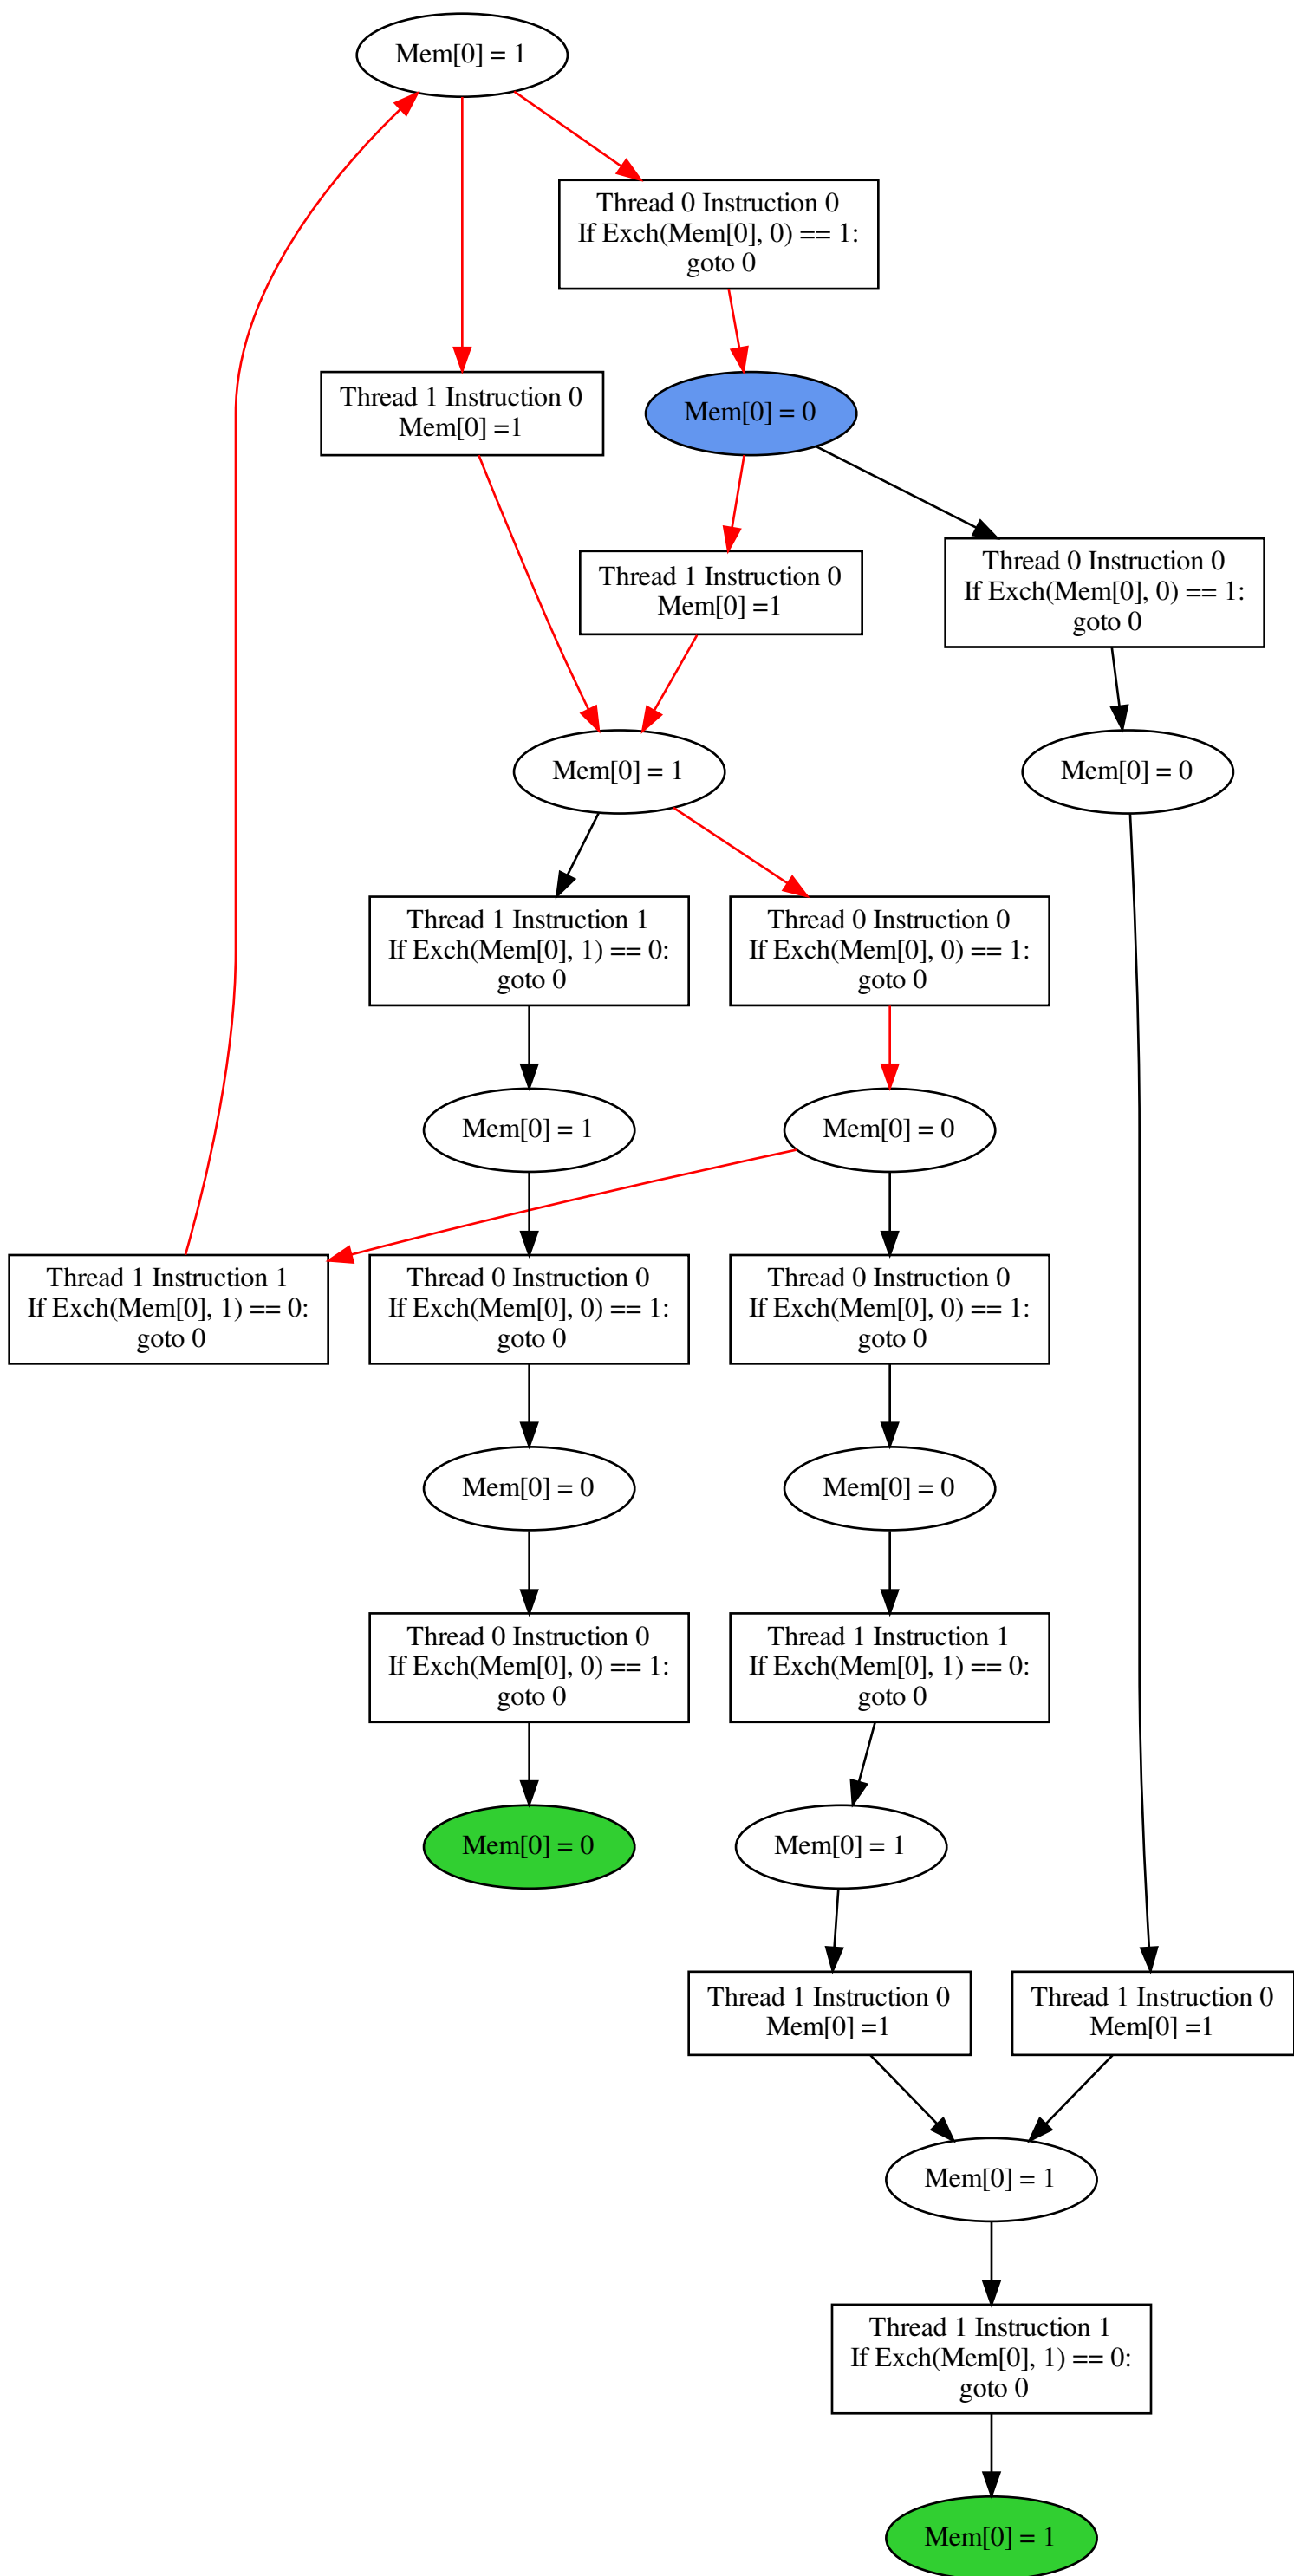 Mem[0] = 1
Thread 0 Instruction 0
If Exch(Mem[0], 0) == 1:
goto 0
Thread 1 Instruction 0
Mem[0] =1
Mem[0] = 0
Thread 1 Instruction 0
Mem[0] =1
Thread 0 Instruction 0
If Exch(Mem[0], 0) == 1:
goto 0
Mem[0] = 1
Mem[0] = 0
Thread 1 Instruction 1
If Exch(Mem[0], 1) == 0:
goto 0
Thread 0 Instruction 0
If Exch(Mem[0], 0) == 1:
goto 0
Mem[0] = 1
Mem[0] = 0
Thread 1 Instruction 1
If Exch(Mem[0], 1) == 0:
goto 0
Thread 0 Instruction 0
If Exch(Mem[0], 0) == 1:
goto 0
Thread 0 Instruction 0
If Exch(Mem[0], 0) == 1:
goto 0
Mem[0] = 0
Mem[0] = 0
Thread 0 Instruction 0
If Exch(Mem[0], 0) == 1:
goto 0
Thread 1 Instruction 1
If Exch(Mem[0], 1) == 0:
goto 0
Mem[0] = 0
Mem[0] = 1
Thread 1 Instruction 0
Mem[0] =1
Thread 1 Instruction 0
Mem[0] =1
Mem[0] = 1
Thread 1 Instruction 1
If Exch(Mem[0], 1) == 0:
goto 0
Mem[0] = 1